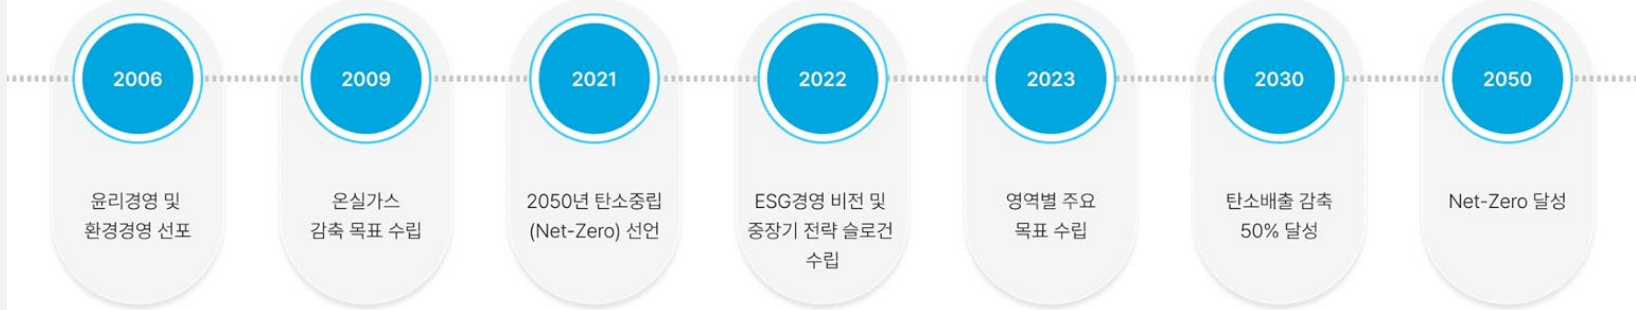 2006
윤리경영 및
환경경영 선포
2009
온실가스
감축 목표 수립
2021
2050년 탄소중립
(Net-Zero) 선언
2022
ESG경영 비전 및
중장기 전략 슬로건
수립
2023
영역별 주요
목표 수립
2030
탄소배출 감축
50% 달성
2050
Net-Zero 달성